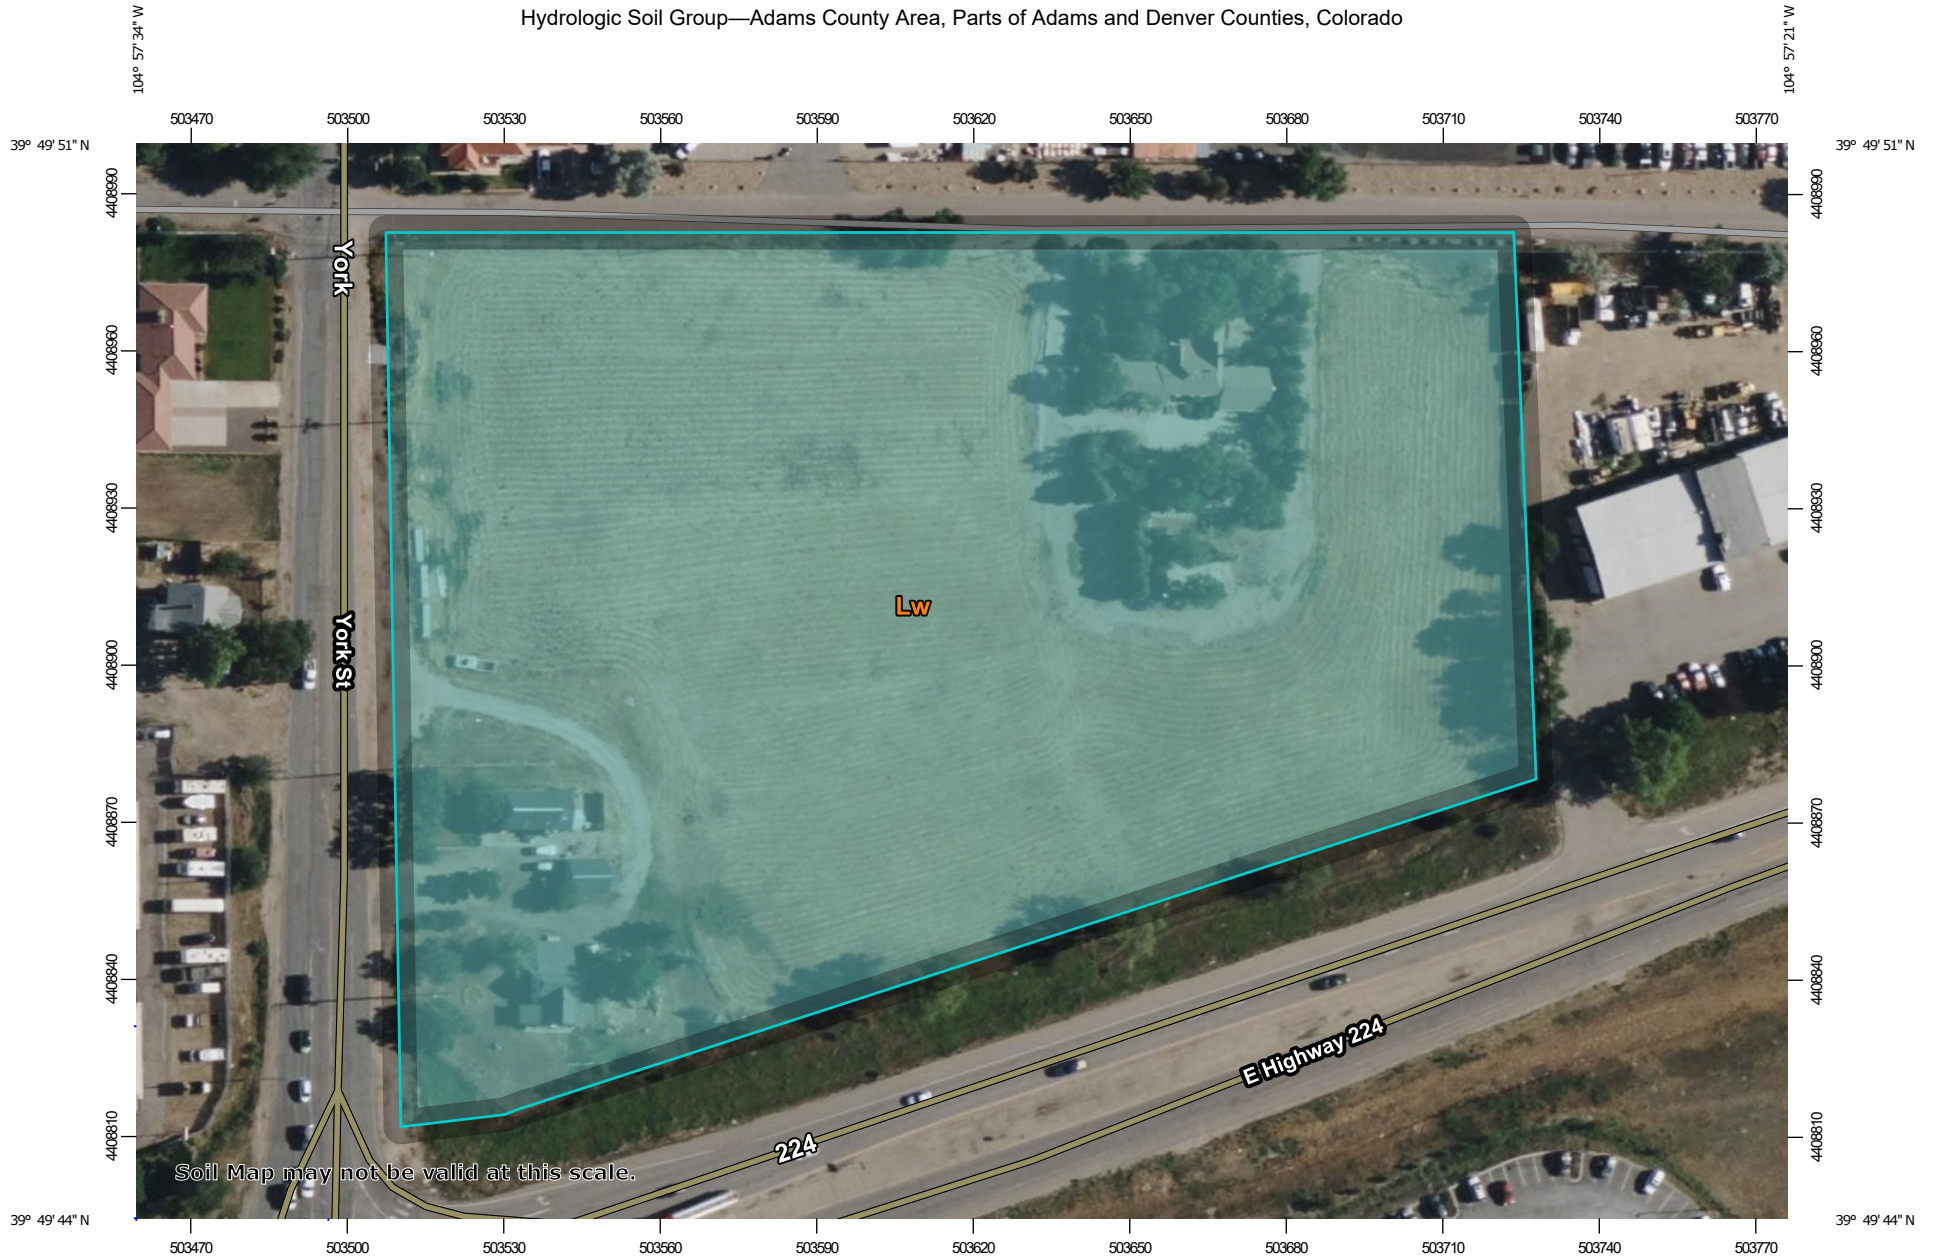 Hydrologic Soil Group—Adams County Area, Parts of Adams and Denver Counties, Colorado
104° 57' 34" W
104° 57' 21" W
503470 503500 503530 503560 503590 503620 503650 503680 503710 503740 503770
39° 49' 51" N
39° 49' 51" N
4408990
4408990
York
4408960
4408960
4408930
4408930
Lw
York St
4408900
4408900
4408870
4408870
4408840
4408840
E Highway 224
224
4408810
4408810
Soil Map may not be valid at this scale.
39° 49' 44" N
39° 49' 44" N
503470 503500 503530 503560 503590 503620 503650 503680 503710 503740 503770